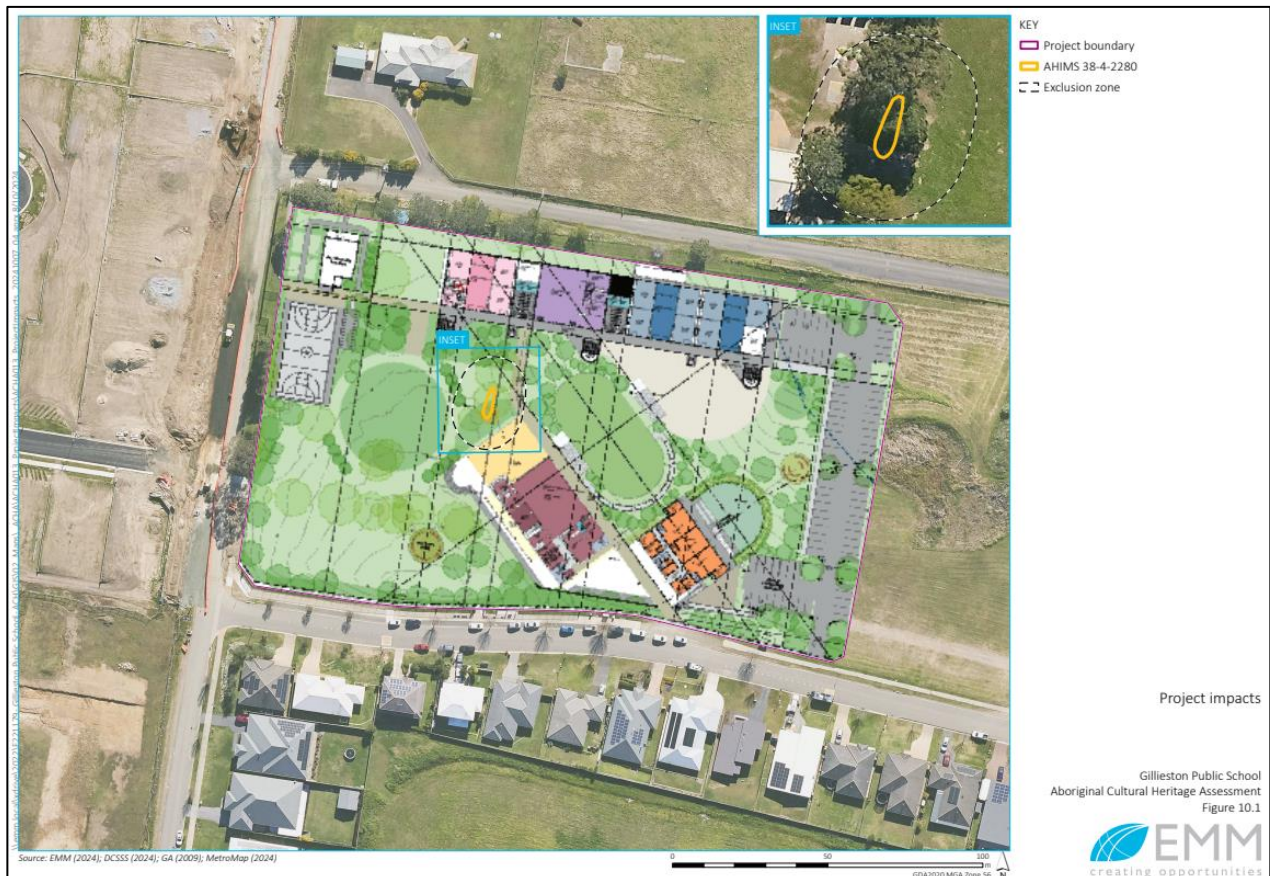 INSET
KEY
Project boundary
AHIMS 38-4-2280
Exclusion zone
INSET
Project impacts
Gillieston Public School
Aboriginal Cultural Heritage Assessment
Figure 10.1
EMM
creating opportunities
Source: EMM (2024); DCSSS (2024); GA (2009); MetroMap (2024)
0 50 100
m
GDA2020 MGA Zone 56
N